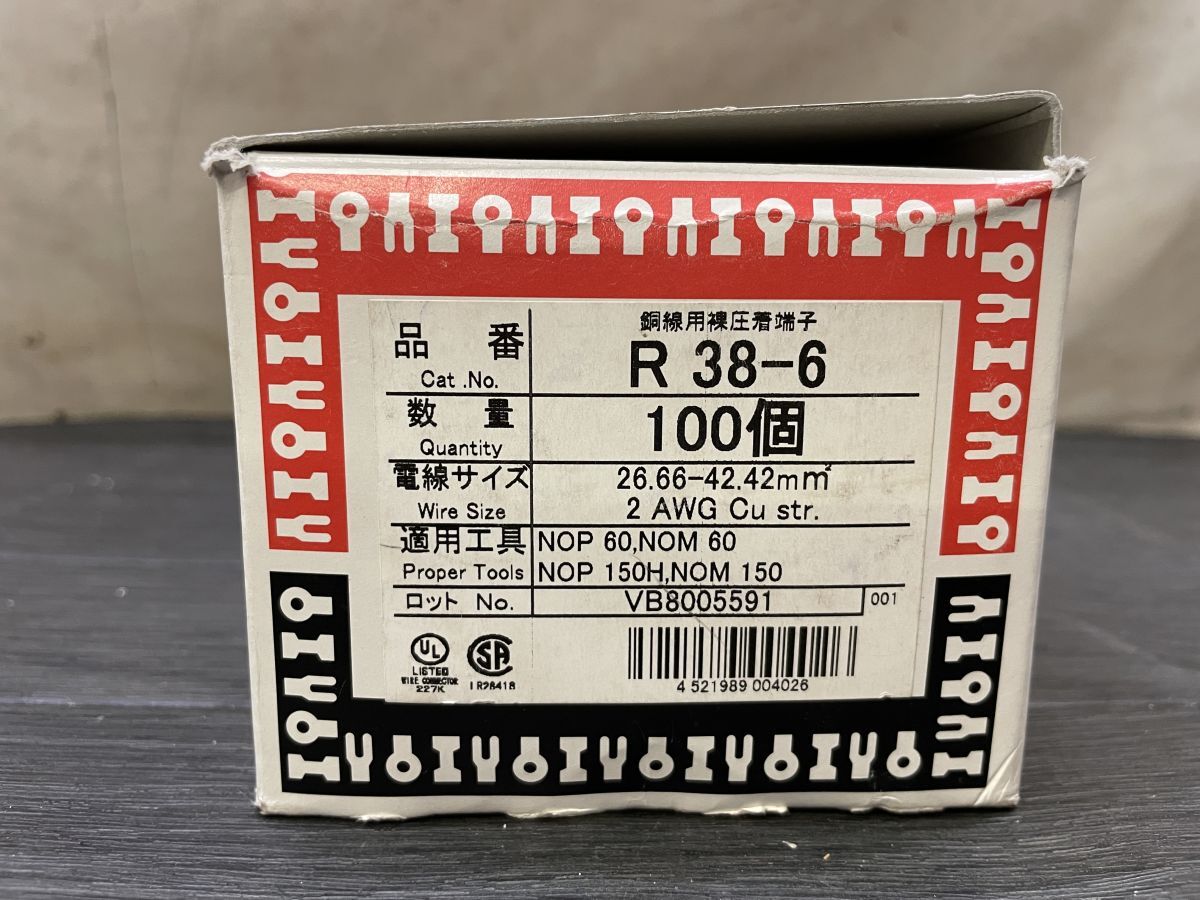 銅線用裸圧着端子
品番 R 38-6
Cat .No.
数量 100個
Quantity
電線サイズ 26.66-42.42m㎡
Wire Size 2 AWG Cu str.
適用工具 NOP 60,NOM 60
Proper Tools NOP 150H,NOM 150
ロット No. VB8005591 001
UL
LISTED
WIRE CONNECTOR
227K
SA
LR26418
4 521989 004026